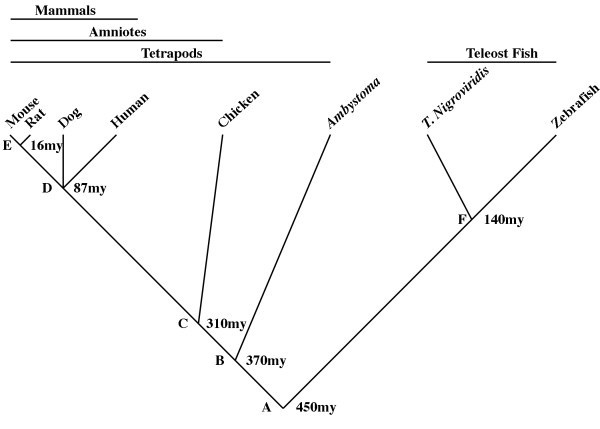 Mammals
Amniotes
Tetrapods
Teleost Fish
Mouse
Rat
Dog
Human
Chicken
Ambystoma
T. Nigroviridis
Zebrafish
E 16my
D 87my
F 140my
C 310my
B 370my
A 450my